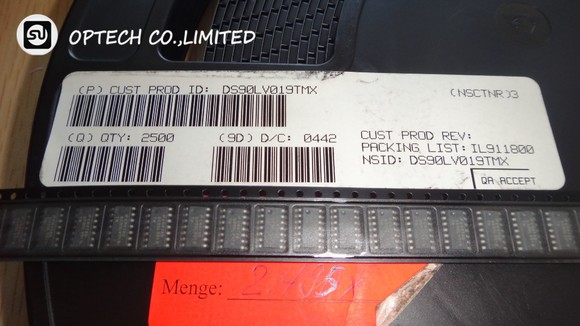 OPTECH CO.,LIMITED
(P) CUST PROD ID: DS90LV019TMX
(NSCTNR)3
(Q) QTY: 2500
(9D) D/C: 0442
CUST PROD REV:
PACKING LIST: IL911800
NSID: DS90LV019TMX
QA ACCEPT
Menge: